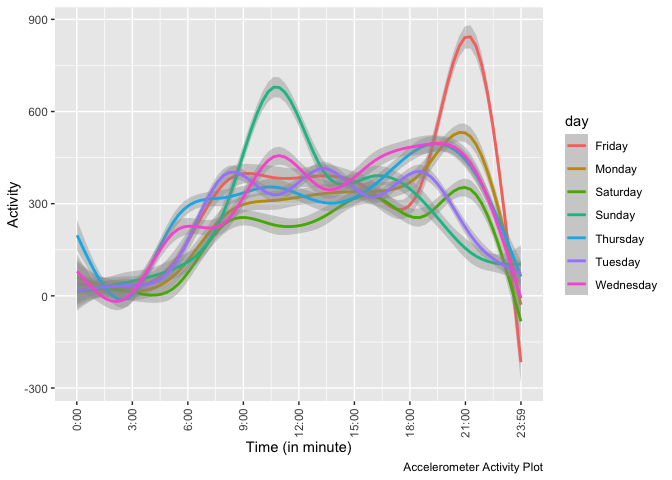 900
600
300
0
-300
Activity
0:00
3:00
6:00
9:00
12:00
15:00
18:00
21:00
23:59
Time (in minute)
Accelerometer Activity Plot
day
Friday
Monday
Saturday
Sunday
Thursday
Tuesday
Wednesday